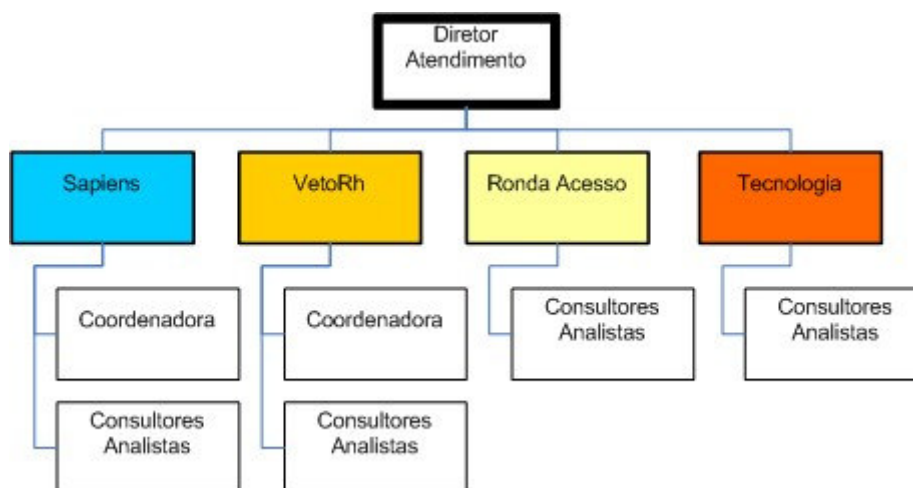 Diretor
Atendimento
Sapiens
VetoRh
Ronda Acesso
Tecnologia
Coordenadora
Coordenadora
Consultores
Analistas
Consultores
Analistas
Consultores
Analistas
Consultores
Analistas